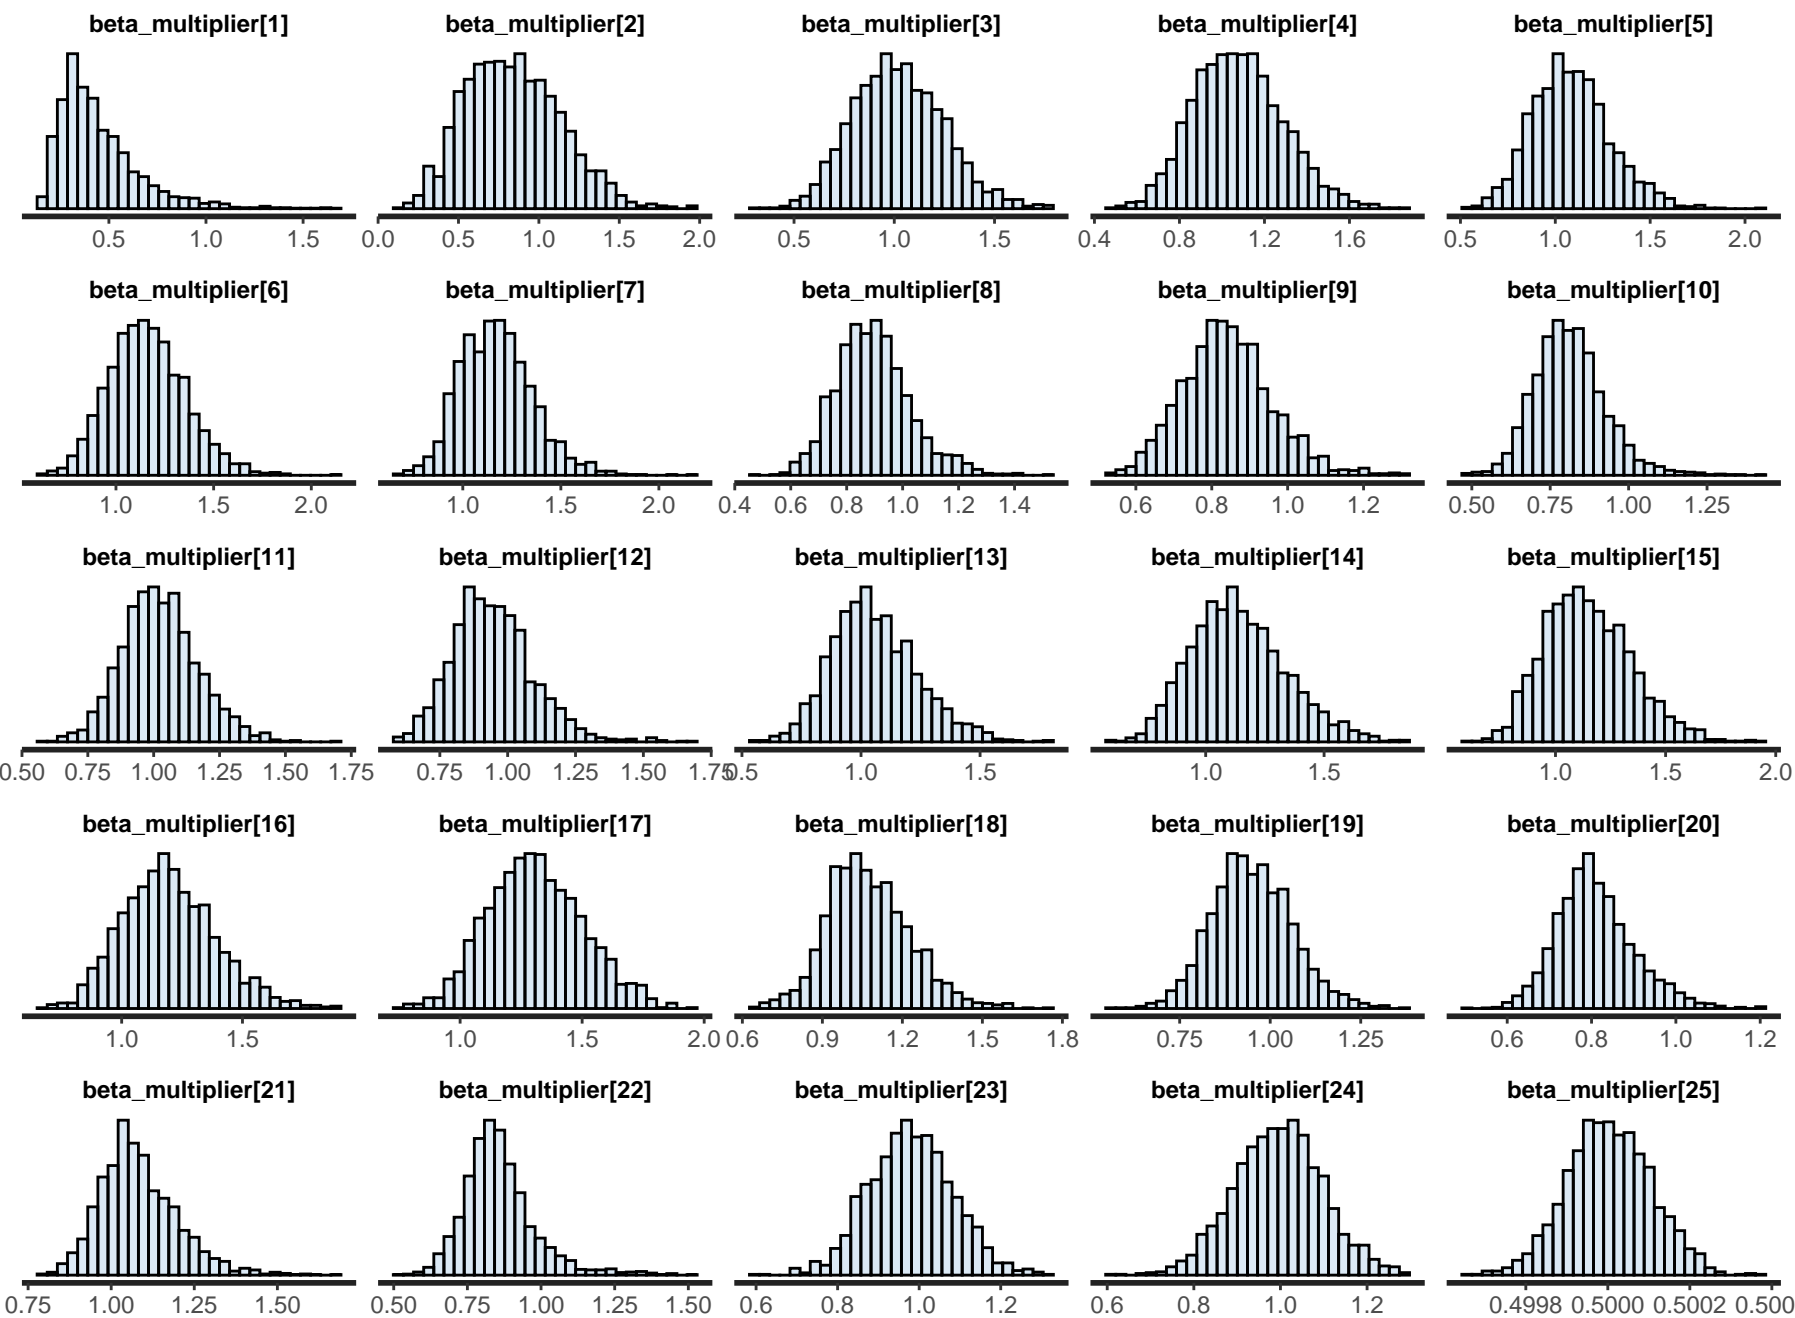 beta_multiplier[1] beta_multiplier[2] beta_multiplier[3] beta_multiplier[4] beta_multiplier[5]
0.5 1.0 1.5 0.0 0.5 1.0 1.5 2.0 0.5 1.0 1.5 0.4 0.8 1.2 1.6 0.5 1.0 1.5 2.0
beta_multiplier[6] beta_multiplier[7] beta_multiplier[8] beta_multiplier[9] beta_multiplier[10]
1.0 1.5 2.0 1.0 1.5 2.0 0.4 0.6 0.8 1.0 1.2 1.4 0.6 0.8 1.0 1.2 0.50 0.75 1.00 1.25
beta_multiplier[11] beta_multiplier[12] beta_multiplier[13] beta_multiplier[14] beta_multiplier[15]
0.50 0.75 1.00 1.25 1.50 1.75 0.75 1.00 1.25 1.50 1.75 0.5 1.0 1.5 1.0 1.5 1.0 1.5 2.0
beta_multiplier[16] beta_multiplier[17] beta_multiplier[18] beta_multiplier[19] beta_multiplier[20]
1.0 1.5 1.0 1.5 2.0 0.6 0.9 1.2 1.5 1.8 0.75 1.00 1.25 0.6 0.8 1.0 1.2
beta_multiplier[21] beta_multiplier[22] beta_multiplier[23] beta_multiplier[24] beta_multiplier[25]
0.75 1.00 1.25 1.50 0.50 0.75 1.00 1.25 1.50 0.6 0.8 1.0 1.2 0.6 0.8 1.0 1.2 0.4998 0.5000 0.5002 0.500